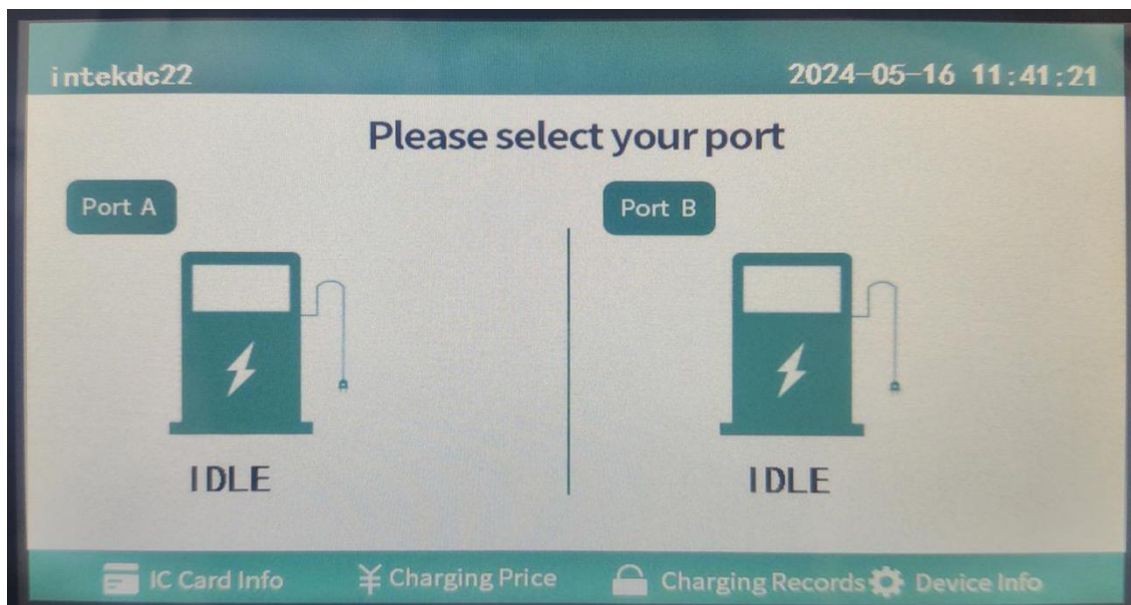 intekdc22
2024-05-16 11:41:21
Please select your port
Port A
Port B
IDLE
IDLE
IC Card Info
¥ Charging Price
Charging Records
Device Info